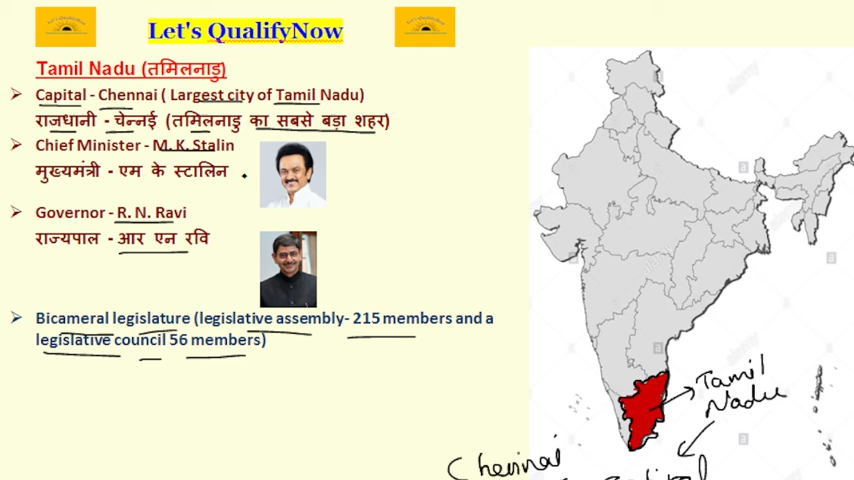 Let's QualifyNow
Tamil Nadu (तमिलनाडु)
➢ Capital - Chennai ( Largest city of Tamil Nadu)
राजधानी - चेन्नई (तमिलनाडु का सबसे बड़ा शहर)
➢ Chief Minister - M. K. Stalin
मुख्यमंत्री - एम के स्टालिन
➢ Governor - R. N. Ravi
राज्यपाल - आर एन रवि
➢ Bicameral legislature (legislative assembly- 215 members and a
legislative council 56 members)
Tamil
Nadu
Chennai